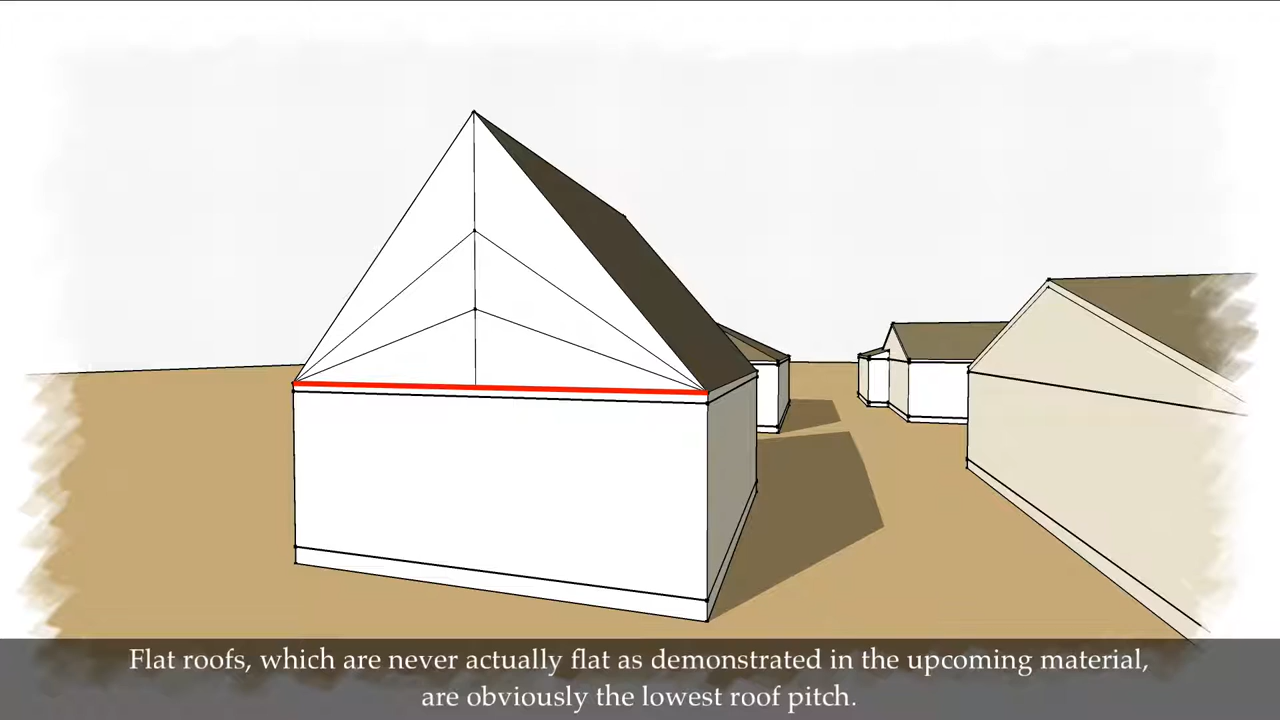 Flat roofs, which are never actually flat as demonstrated in the upcoming material,
are obviously the lowest roof pitch.